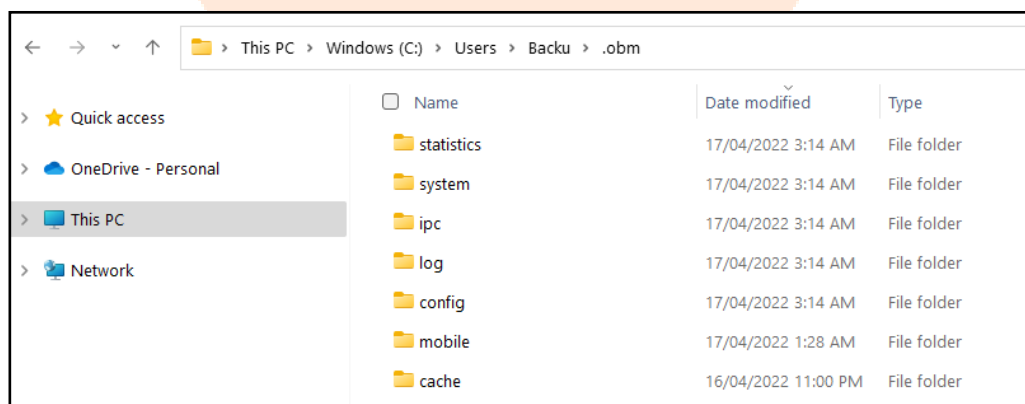 This PC > Windows (C:) > Users > Backu > .obm
Name Date modified Type
Quick access
OneDrive - Personal
This PC
Network
statistics 17/04/2022 3:14 AM File folder
system 17/04/2022 3:14 AM File folder
ipc 17/04/2022 3:14 AM File folder
log 17/04/2022 3:14 AM File folder
config 17/04/2022 3:14 AM File folder
mobile 17/04/2022 1:28 AM File folder
cache 16/04/2022 11:00 PM File folder